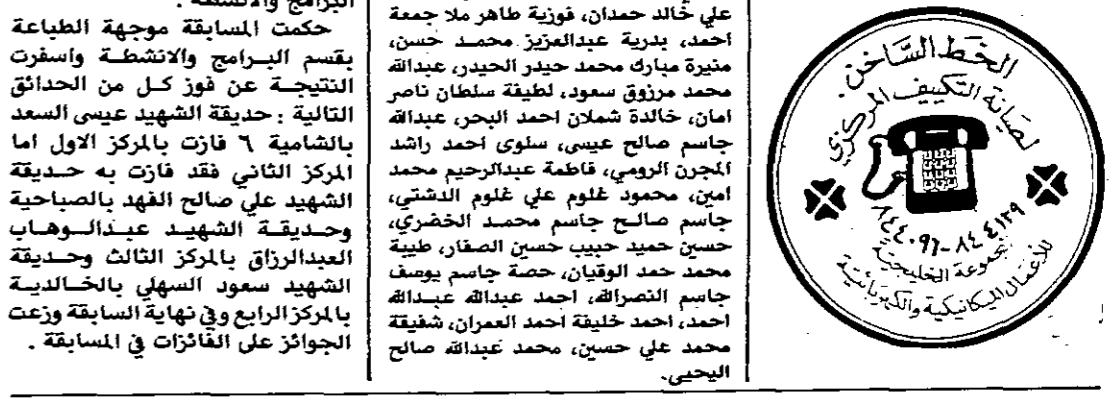 البرامج والانشطة .
حكمت المسابقة موجهة الطباعة
بقسم البرامج والانشطة واسفرت
النتيجة عن فوز كل من الحدائق
التالية : حديقة الشهيد عيسى السعد
بالشامية ٦ فازت بالمركز الاول اما
المركز الثاني فقد فازت به حديقة
الشهيد علي صالح الفهد بالصباحية
وحديقة الشهيد عبدالوهاب
العبدالرزاق بالمركز الثالث وحديقة
الشهيد سعود السهلي بالخالدية
بالمركز الرابع وفي نهاية السابقة وزعت
الجوائز على الفائزات في المسابقة .
علي خالد حمدان، فوزية طاهر ملا جمعة
احمد، بدرية عبدالعزيز محمد حسن،
منيرة مبارك محمد حيدر الحيدر، عبدالله
محمد مرزوق سعود، لطيفة سلطان ناصر
امان، خالدة شملان احمد البحر، عبدالله
جاسم صالح عيسى، سلوى احمد راشد
المجرن الرومي، فاطمة عبدالرحيم محمد
امين، محمود غلوم علي غلوم الدشتي،
جاسم صالح جاسم محمد الخضري،
حسين حميد حبيب حسين الصفار، طيبة
محمد حمد الوقيان، حصة جاسم يوسف
جاسم النصرالله، احمد عبدالله عبدالله
احمد، احمد خليفة احمد العمران، شفيقة
محمد علي حسين، محمد عبدالله صالح
اليحيى.
الخط الساخن .
لصيانة التكييف المركزي
٨٤٤٠٩٦-٨٤٤١٢٩
المجموعة الخليجية
للأعمال الميكانيكية والكهربائية